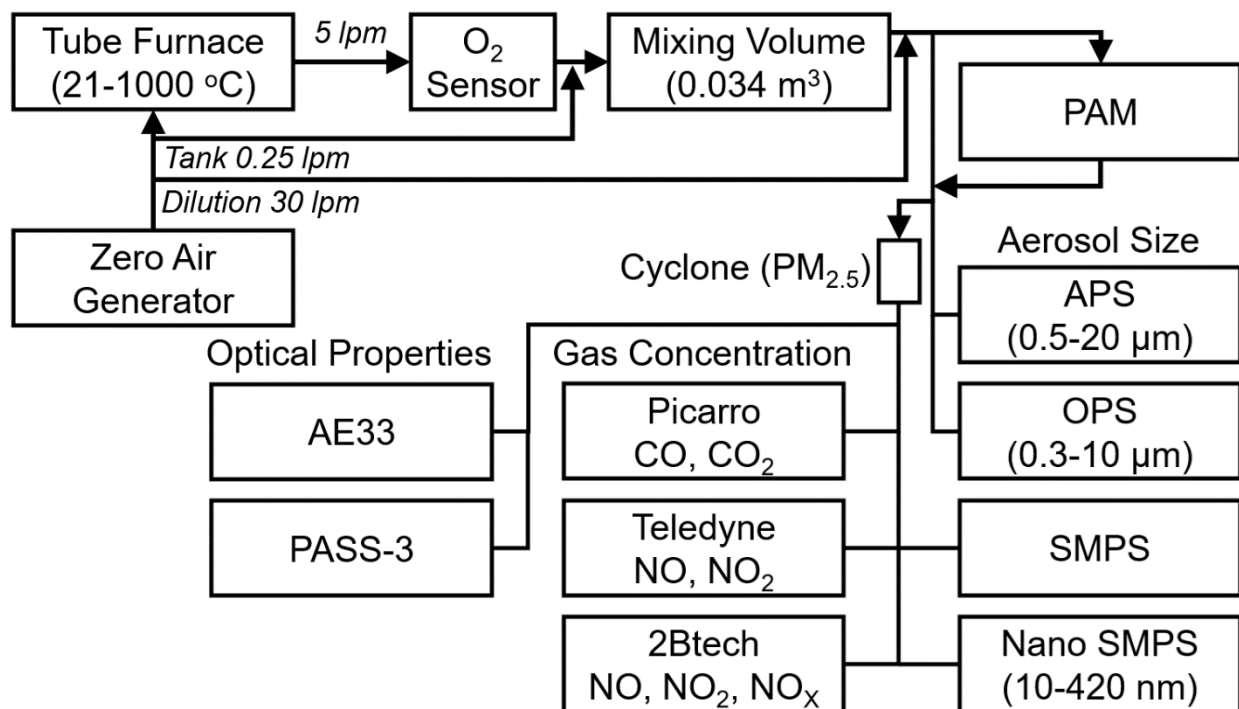 Tube Furnace
(21-1000 °C)
5 lpm
O₂
Sensor
Mixing Volume
(0.034 m³)
PAM
Tank 0.25 lpm
Dilution 30 lpm
Zero Air
Generator
Cyclone (PM₂.₅)
Aerosol Size
APS
(0.5-20 µm)
OPS
(0.3-10 µm)
SMPS
Nano SMPS
(10-420 nm)
Optical Properties
AE33
PASS-3
Gas Concentration
Picarro
CO, CO₂
Teledyne
NO, NO₂
2Btech
NO, NO₂, NOₓ